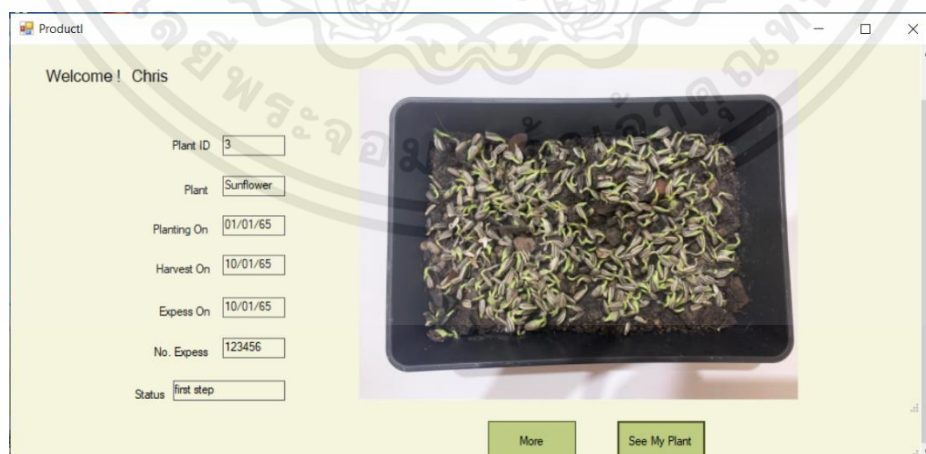 ProductI
Welcome ! Chris
Plant ID 3
Plant Sunflower
Planting On 01/01/65
Harvest On 10/01/65
Expess On 10/01/65
No. Expess 123456
Status first step
More
See My Plant